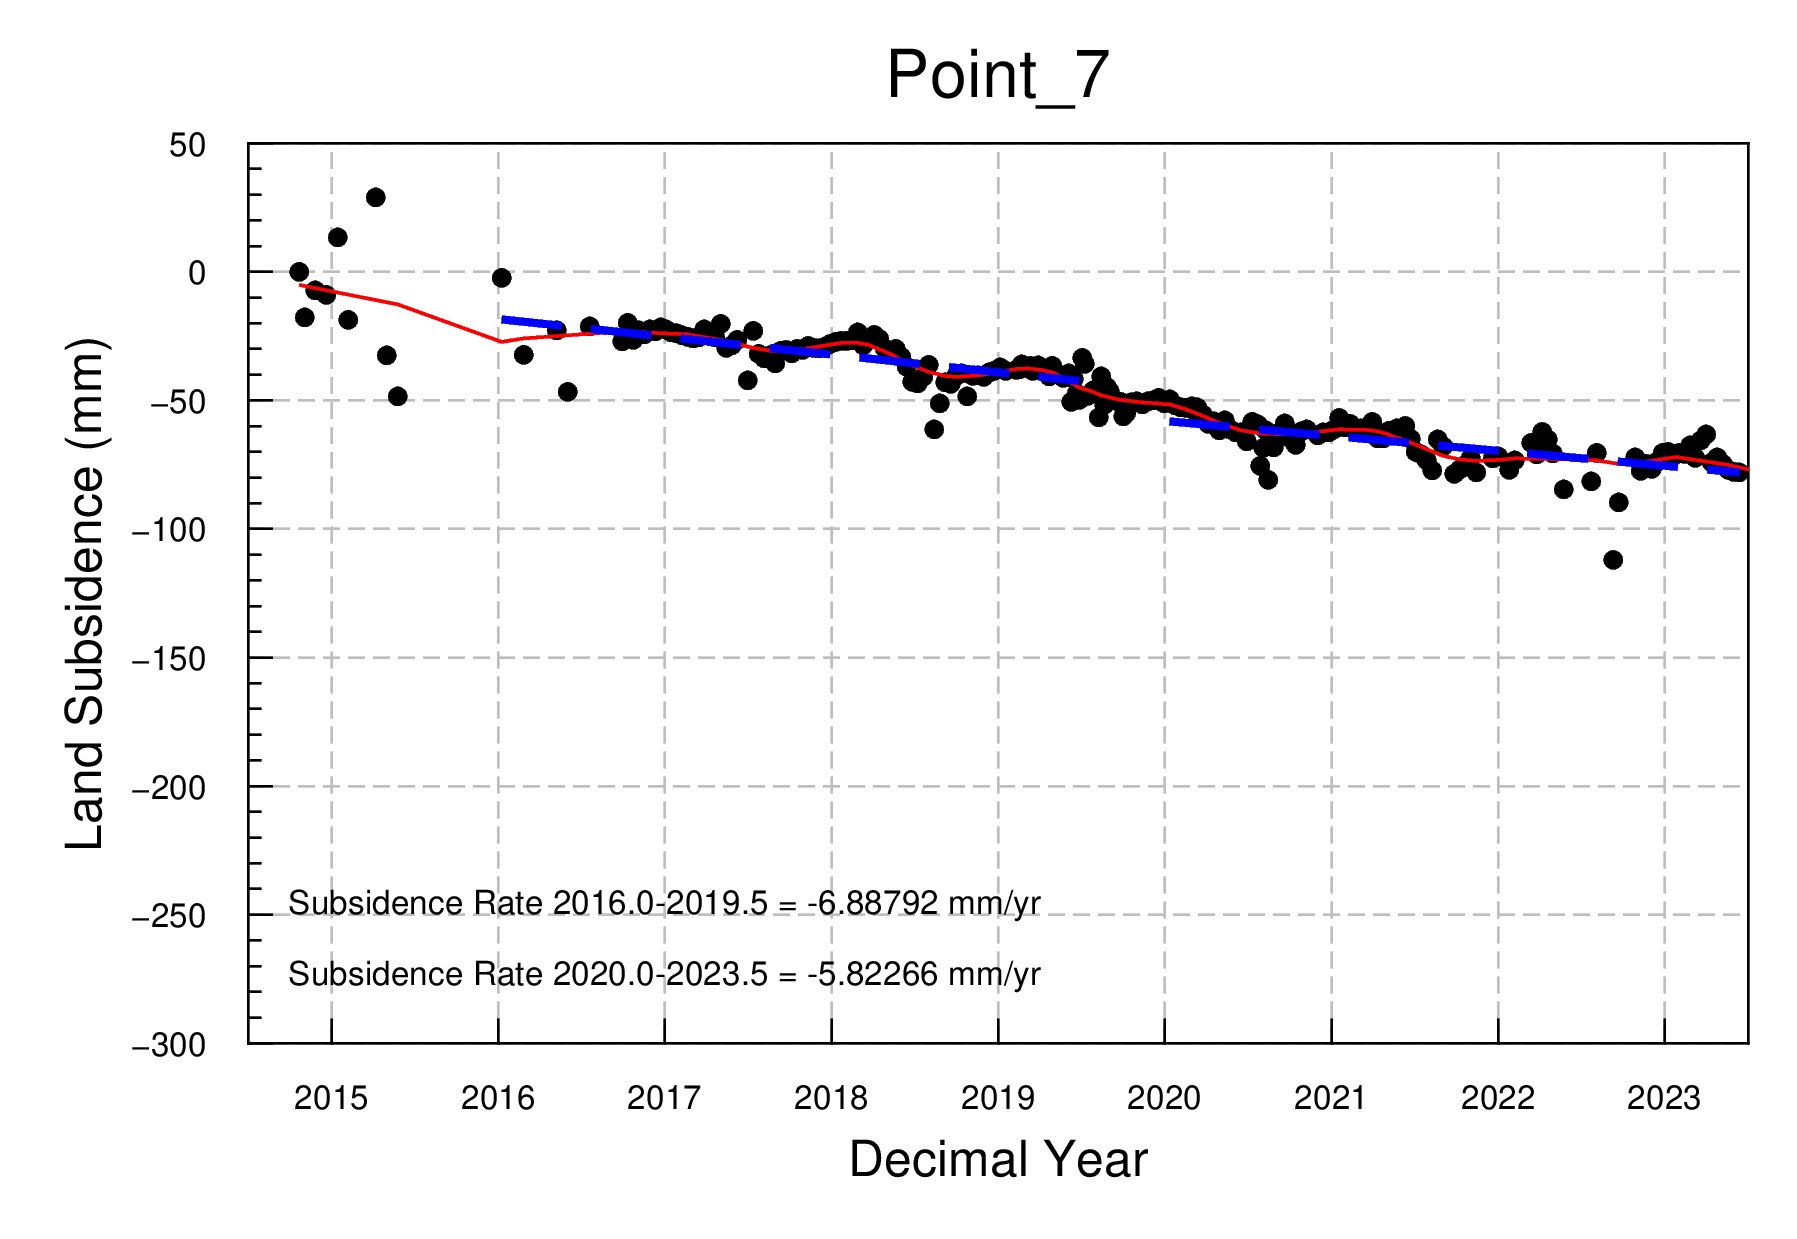 Point_7
50
0
−50
−100
−150
−200
−250
−300
Land Subsidence (mm)
Subsidence Rate 2016.0-2019.5 = -6.88792 mm/yr
Subsidence Rate 2020.0-2023.5 = -5.82266 mm/yr
2015 2016 2017 2018 2019 2020 2021 2022 2023
Decimal Year